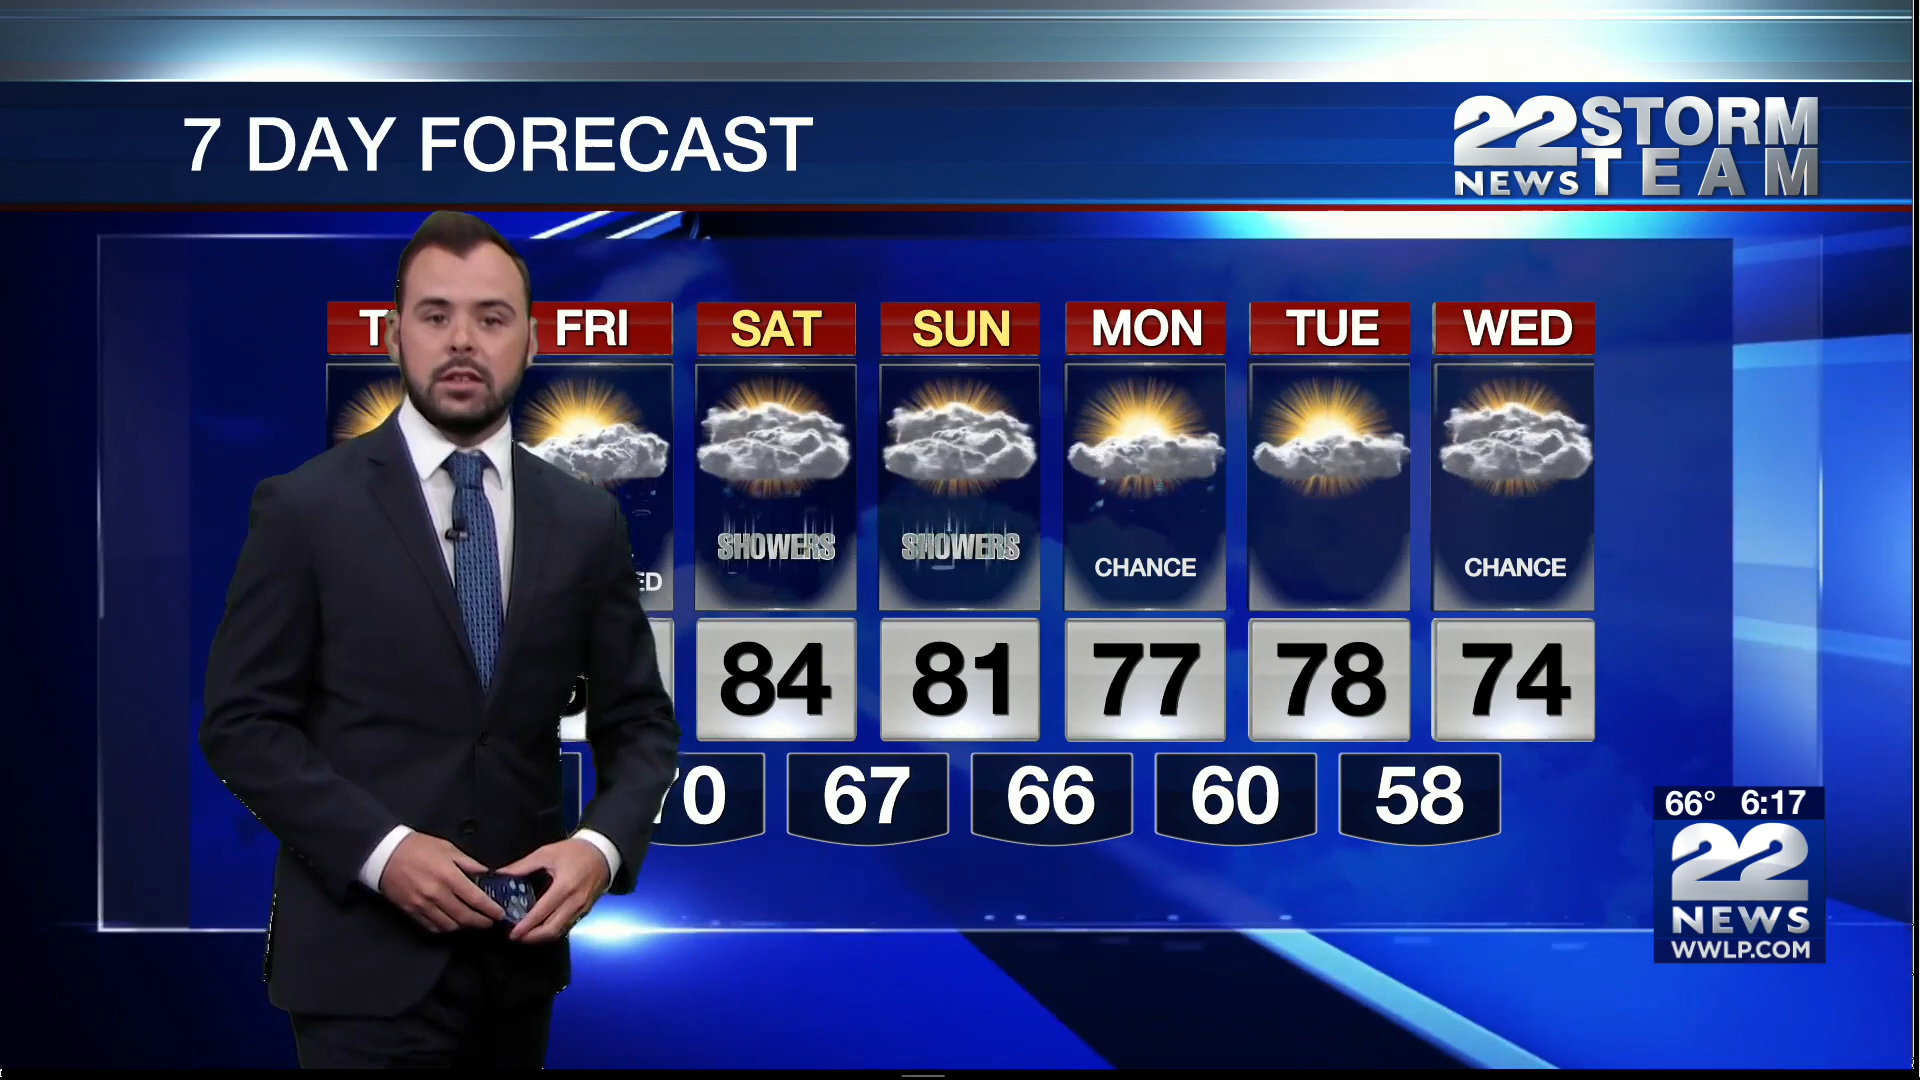 7 DAY FORECAST
22 STORM
NEWS TEAM
FRI SAT SUN MON TUE WED
SHOWERS SHOWERS
CHANCE CHANCE
84 81 77 78 74
70 67 66 60 58
66° 6:17
22
NEWS
WWLP.COM